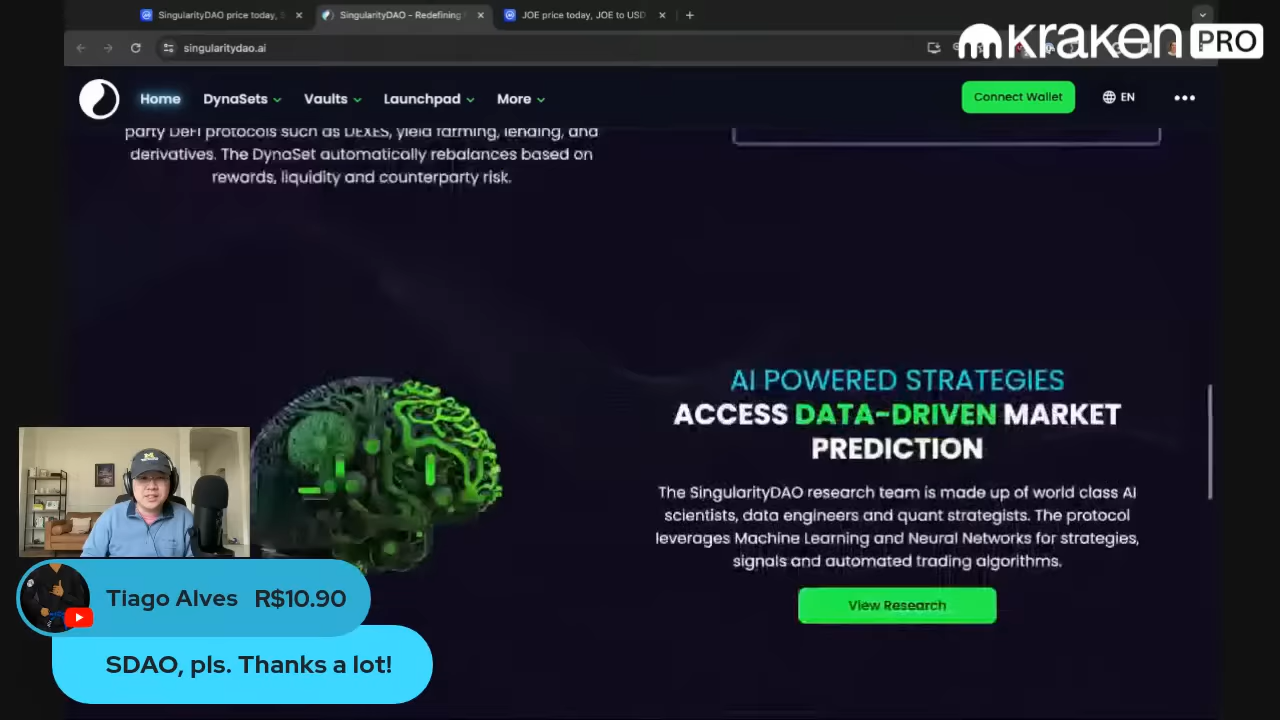 SingularityDAO price today, S
SingularityDAO - Redefining
JOE price today, JOE to USD
singularitydao.ai
kraken PRO
Home DynaSets Vaults Launchpad More Connect Wallet EN
party DeFi protocols such as DEXES, yield farming, lending, and
derivatives. The DynaSet automatically rebalances based on
rewards, liquidity and counterparty risk.
AI POWERED STRATEGIES
ACCESS DATA-DRIVEN MARKET
PREDICTION
The SingularityDAO research team is made up of world class AI
scientists, data engineers and quant strategists. The protocol
leverages Machine Learning and Neural Networks for strategies,
signals and automated trading algorithms.
View Research
Tiago Alves R$10.90
SDAO, pls. Thanks a lot!